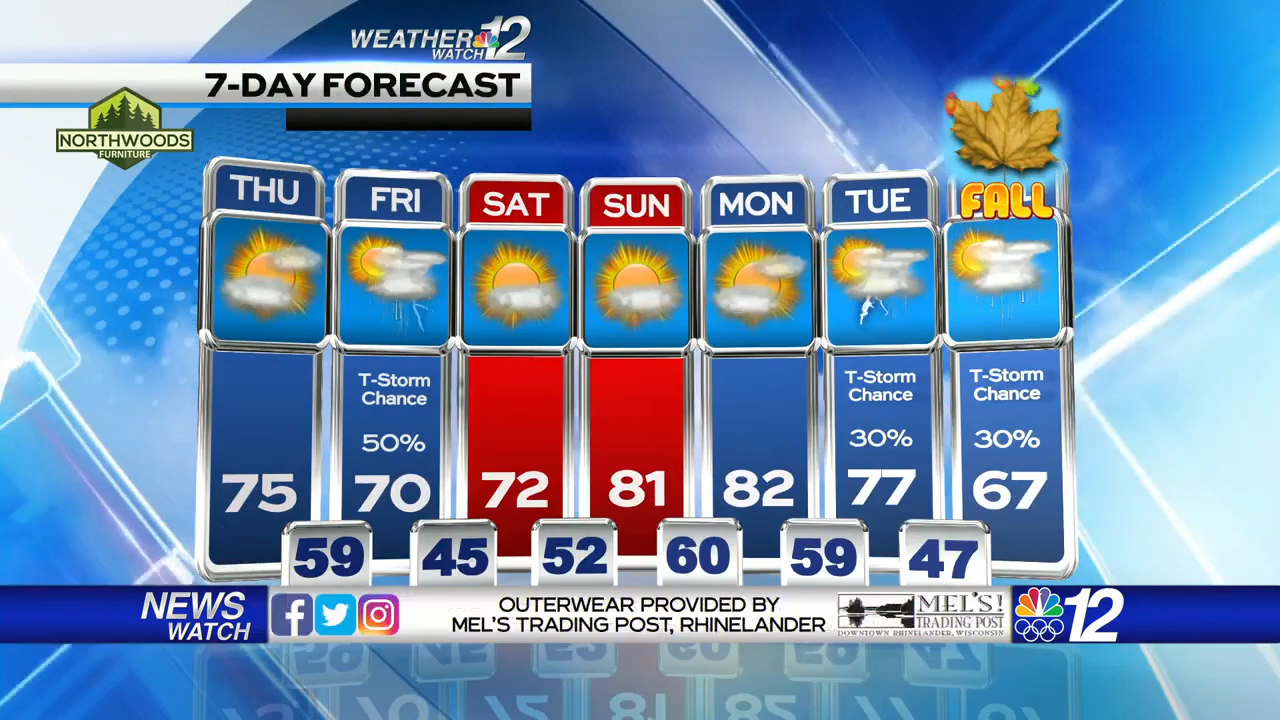 WEATHER
WATCH 12
7-DAY FORECAST
NORTHWOODS
FURNITURE
THU
FRI
SAT
SUN
MON
TUE
FALL
T-Storm
Chance
50%
T-Storm
Chance
30%
T-Storm
Chance
30%
75
70
72
81
82
77
67
59
45
52
60
59
47
NEWS
WATCH
OUTERWEAR PROVIDED BY
MEL'S TRADING POST, RHINELANDER
MEL'S!
TRADING POST
DOWNTOWN RHINELANDER, WISCONSIN
12